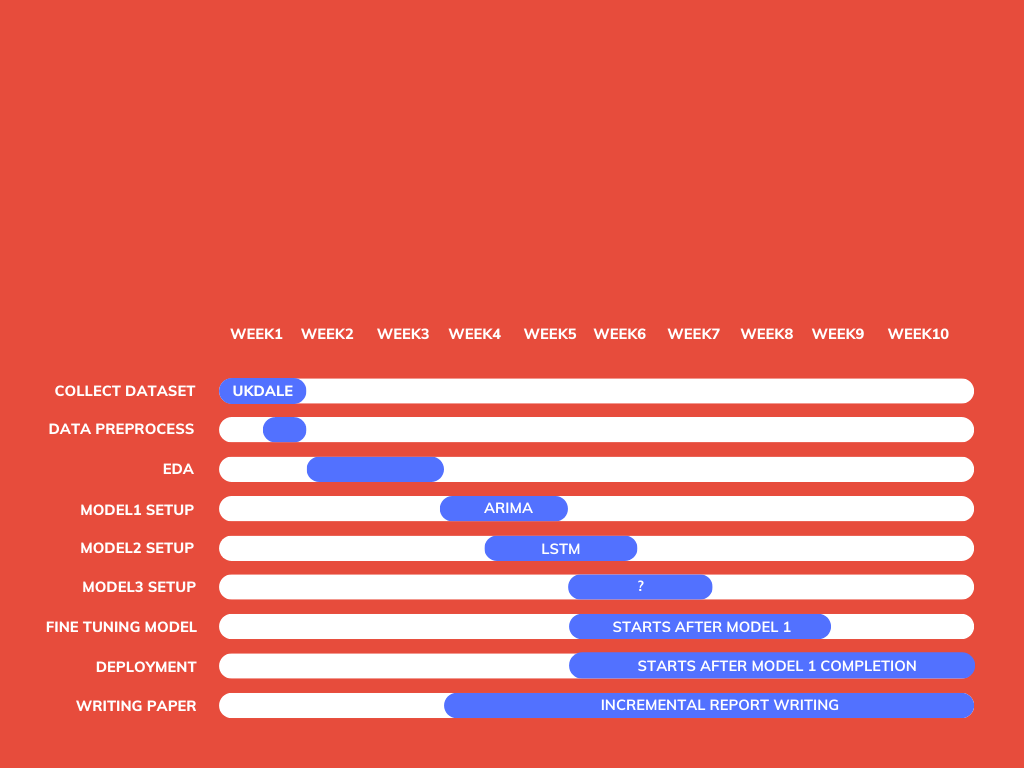 WEEK1 WEEK2 WEEK3 WEEK4 WEEK5 WEEK6 WEEK7 WEEK8 WEEK9 WEEK10
COLLECT DATASET UKDALE
DATA PREPROCESS
EDA
MODEL1 SETUP ARIMA
MODEL2 SETUP LSTM
MODEL3 SETUP ?
FINE TUNING MODEL STARTS AFTER MODEL 1
DEPLOYMENT STARTS AFTER MODEL 1 COMPLETION
WRITING PAPER INCREMENTAL REPORT WRITING